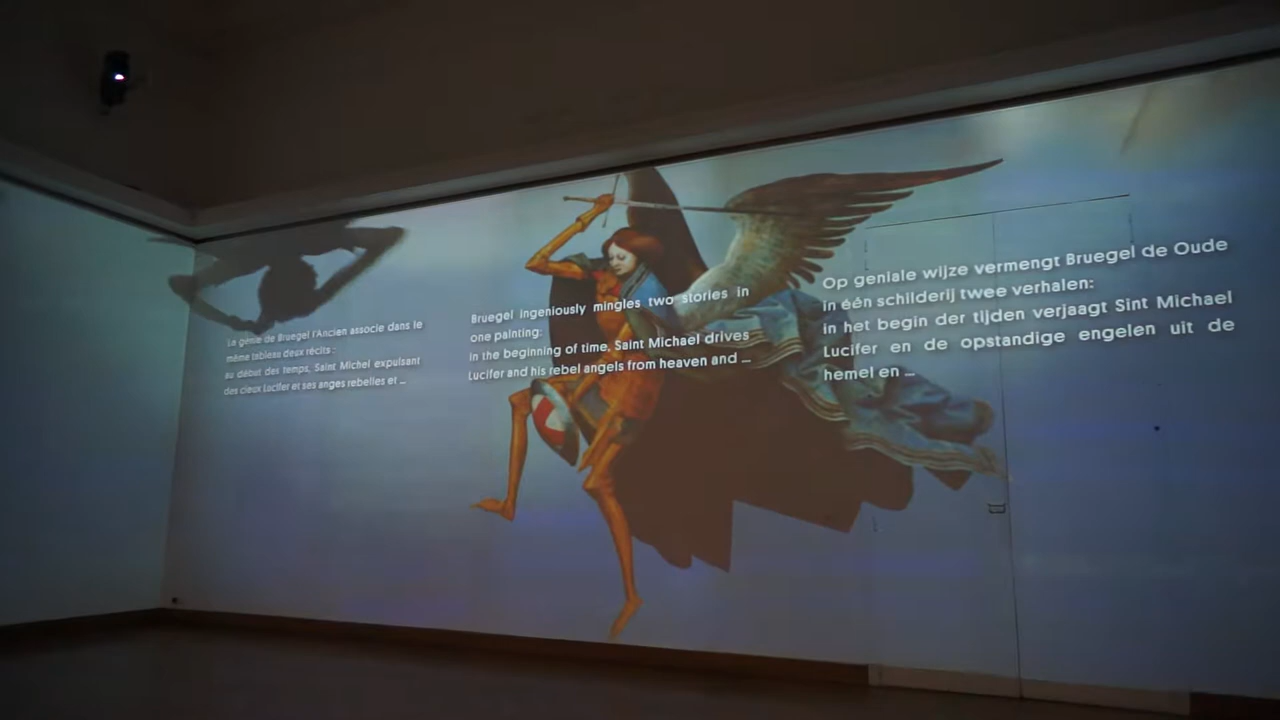 Le génie de Bruegel l'Ancien associe dans le
même tableau deux récits :
au début des temps, Saint Michel expulsant
des cieux Lucifer et ses anges rebelles et ...
Bruegel ingeniously mingles two stories in
one painting:
in the beginning of time, Saint Michael drives
Lucifer and his rebel angels from heaven and ...
Op geniale wijze vermengt Bruegel de Oude
in één schilderij twee verhalen:
in het begin der tijden verjaagt Sint Michael
Lucifer en de opstandige engelen uit de
hemel en ...